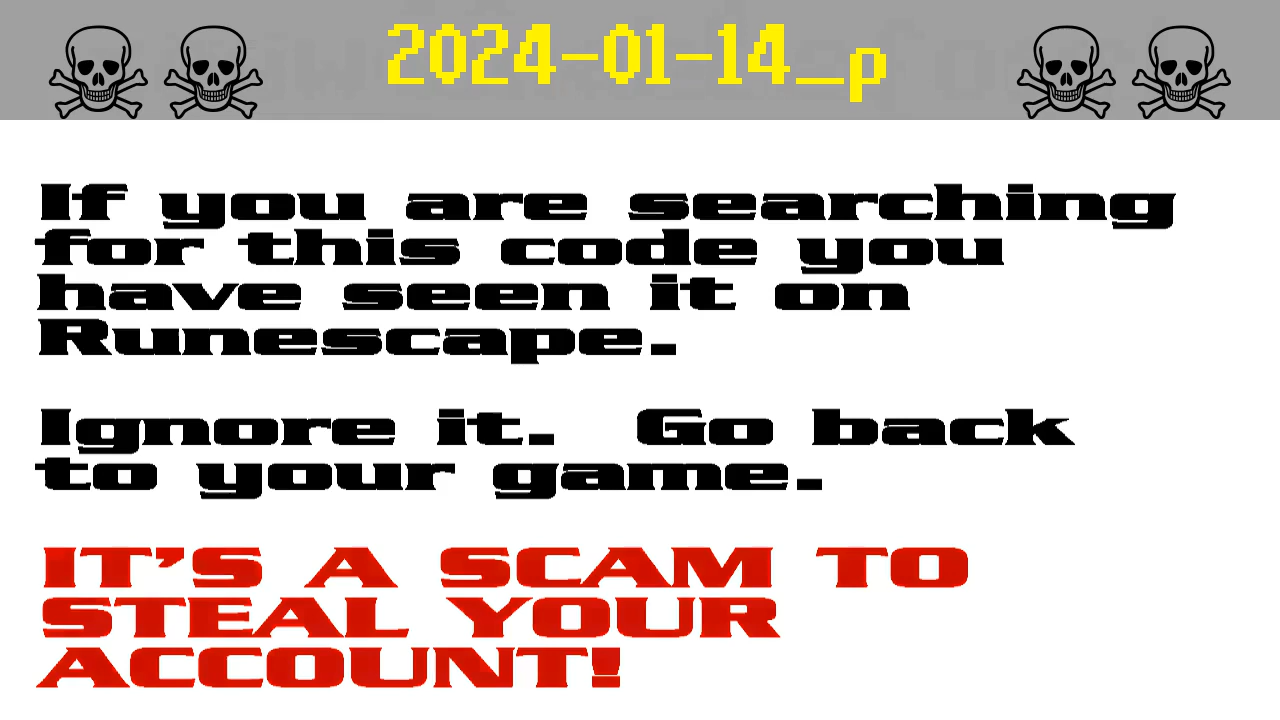 2024-01-14_p
If you are searching
for this code you
have seen it on
Runescape.
Ignore it.  Go back
to your game.
IT'S A SCAM TO
STEAL YOUR
ACCOUNT!